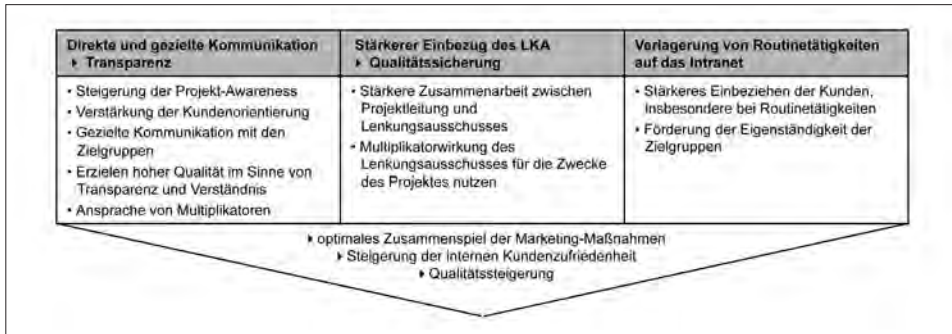 Direkte und gezielte Kommunikation
▸ Transparenz
• Steigerung der Projekt-Awareness
• Verstärkung der Kundenorientierung
• Gezielte Kommunikation mit den
Zielgruppen
• Erzielen hoher Qualität im Sinne von
Transparenz und Verständnis
• Ansprache von Multiplikatoren
Stärkerer Einbezug des LKA
▸ Qualitätssicherung
• Stärkere Zusammenarbeit zwischen
Projektleitung und
Lenkungsausschusses
• Multiplikatorwirkung des
Lenkungsausschusses für die Zwecke
des Projektes nutzen
Verlagerung von Routinetätigkeiten
auf das Intranet
• Stärkeres Einbeziehen der Kunden,
Insbesondere bei Routinetätigkeiten
• Förderung der Eigenständigkeit der
Zielgruppen
▸ optimales Zusammenspiel der Marketing-Maßnahmen
▸ Steigerung der internen Kundenzufriedenheit
▸ Qualitätssteigerung